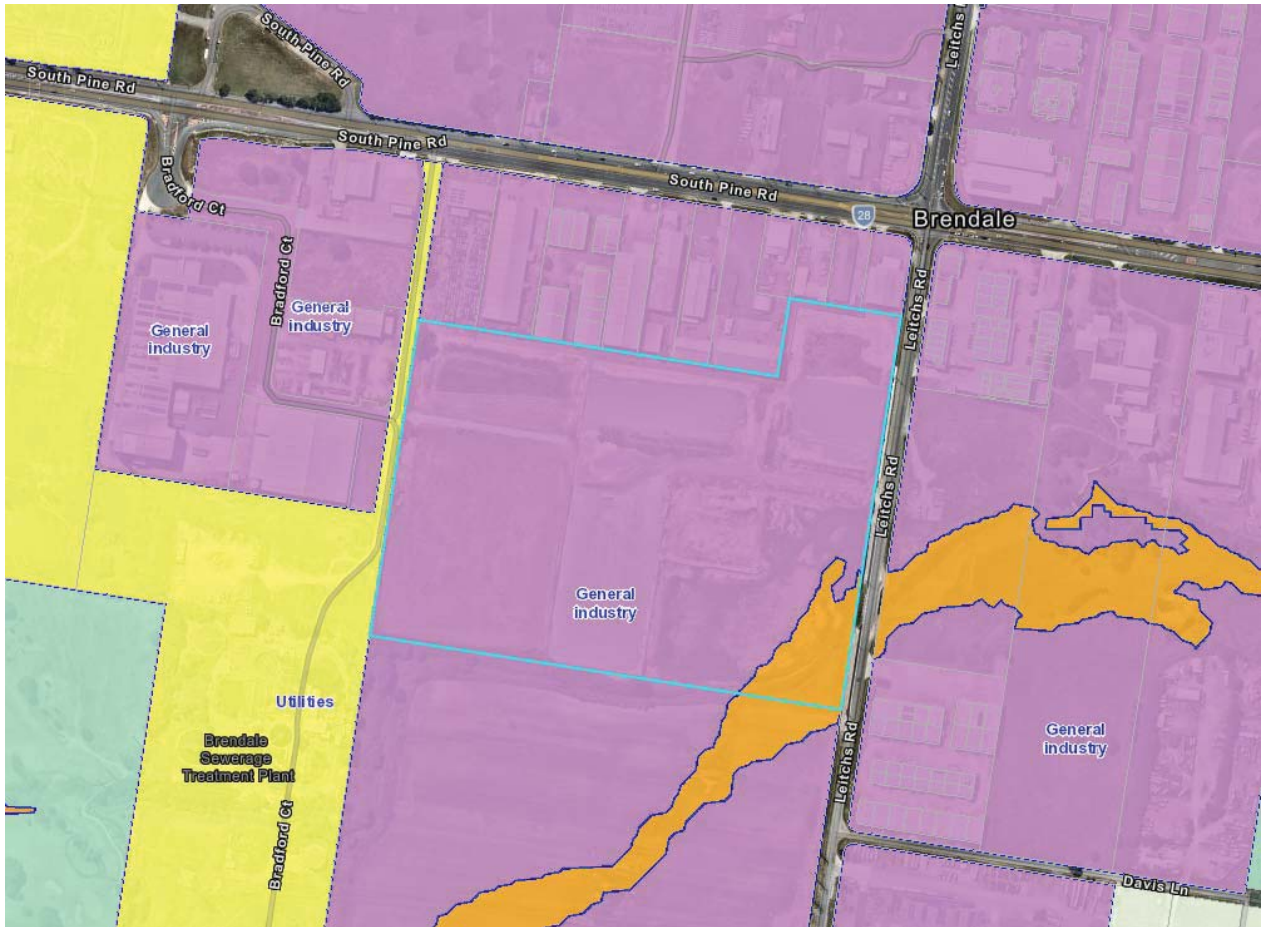 South Pine Rd
Leitchs R
South Pine Rd
South Pine Rd
South Pine Rd
28
Brendale
Bradford Ct
Bradford Ct
Leitchs Rd
General
industry
General
industry
Leitchs Rd
General
industry
Utilities
Brendale
Sewerage
Treatment Plant
General
industry
Leitchs Rd
Bradford Ct
Davis Ln